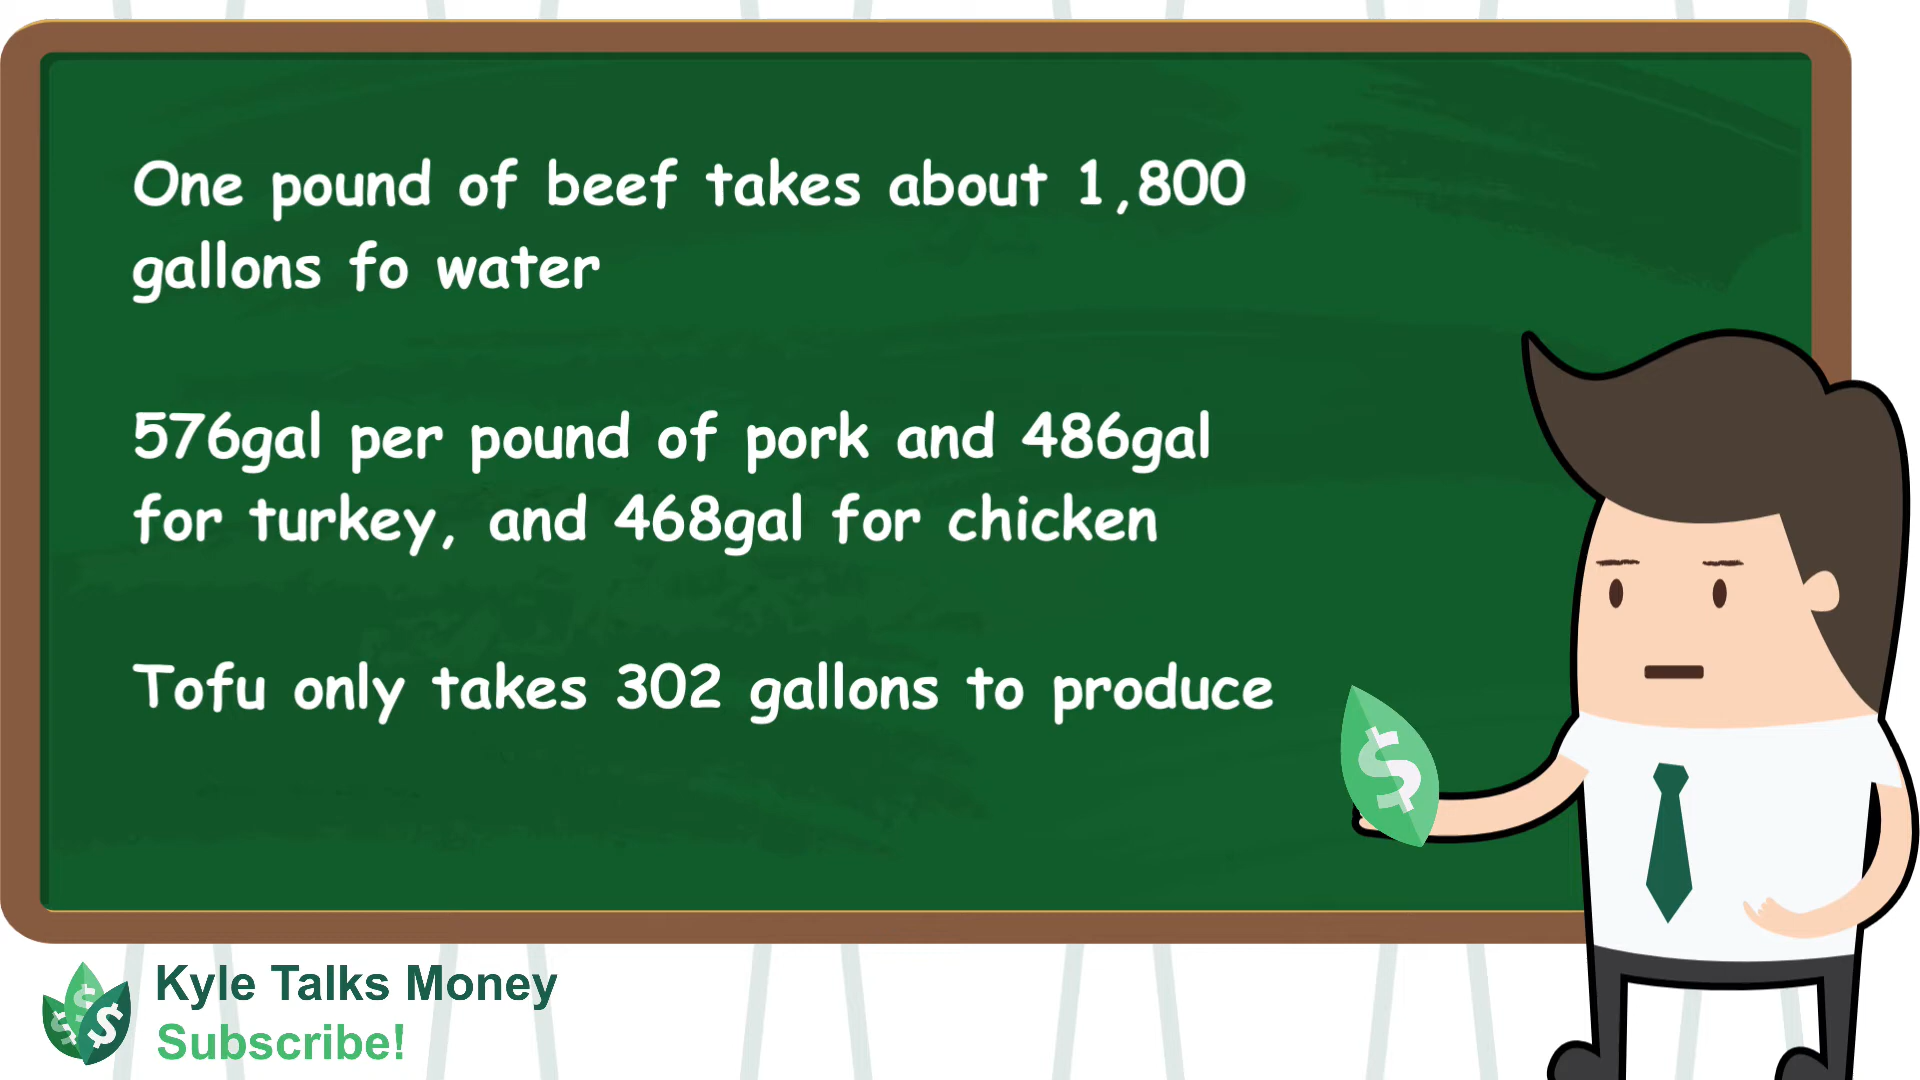 One pound of beef takes about 1,800
gallons fo water
576gal per pound of pork and 486gal
for turkey, and 468gal for chicken
Tofu only takes 302 gallons to produce
$
$
$
$
Kyle Talks Money
Subscribe!